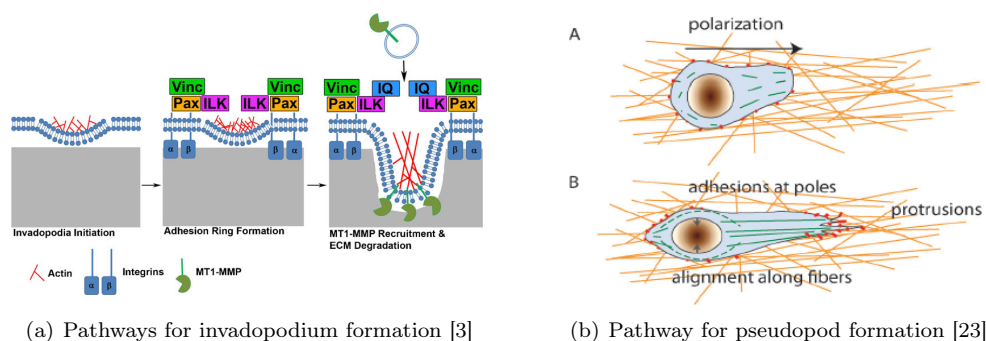 Vinc
Pax
ILK
ILK
Vinc
Pax
Vinc
Pax
ILK
IQ
IQ
ILK
Vinc
Pax
α
β
β
α
α
β
β
α
Invadopodia Initiation
Adhesion Ring Formation
MT1-MMP Recruitment &
ECM Degradation
Actin
α
β
Integrins
MT1-MMP
(a) Pathways for invadopodium formation [3]
A
polarization
B
adhesions at poles
protrusions
alignment along fibers
(b) Pathway for pseudopod formation [23]